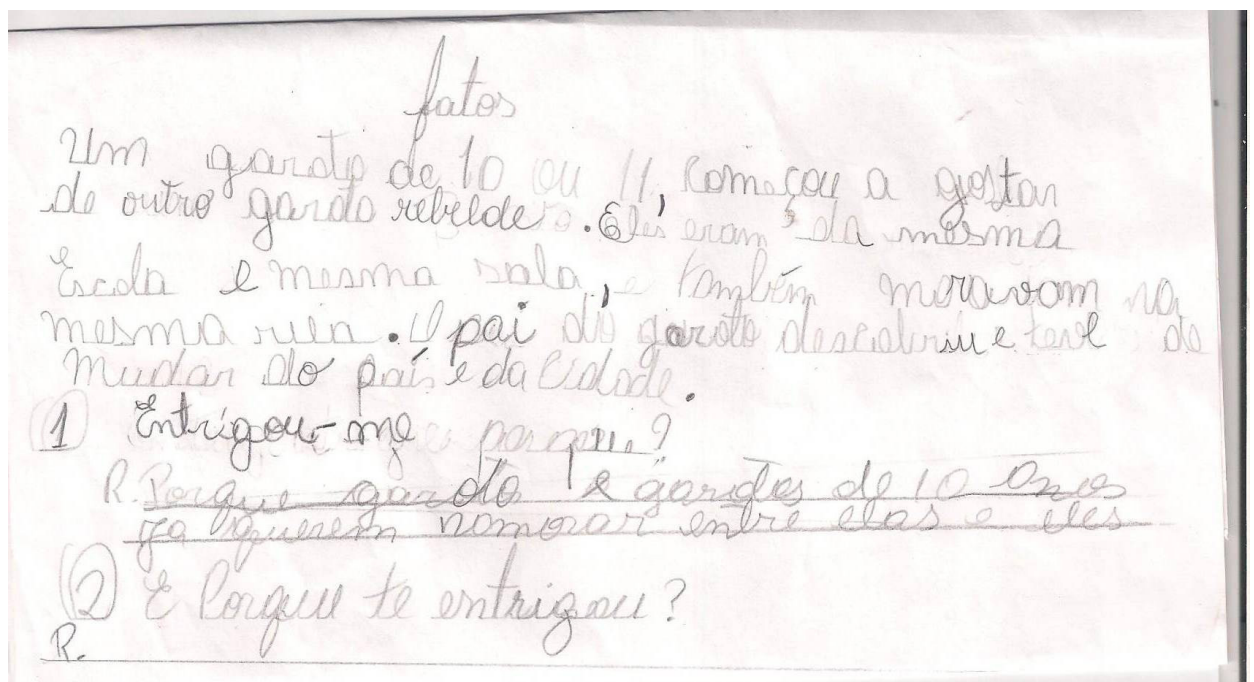 fatos
Um garoto de 10 ou 11, começou a gostar
de outro garoto rebelde. Eles eram da mesma
Escola e mesma sala, e também moravam na
mesma rua. O pai do garoto descobriu e teve de
mudar do país e da cidade.
1 Entrigou-me porque?
R. Porque garoto e garotas de 10 anos
ja querem namorar entre elas e eles
2 E Porque te entrigou?
R.